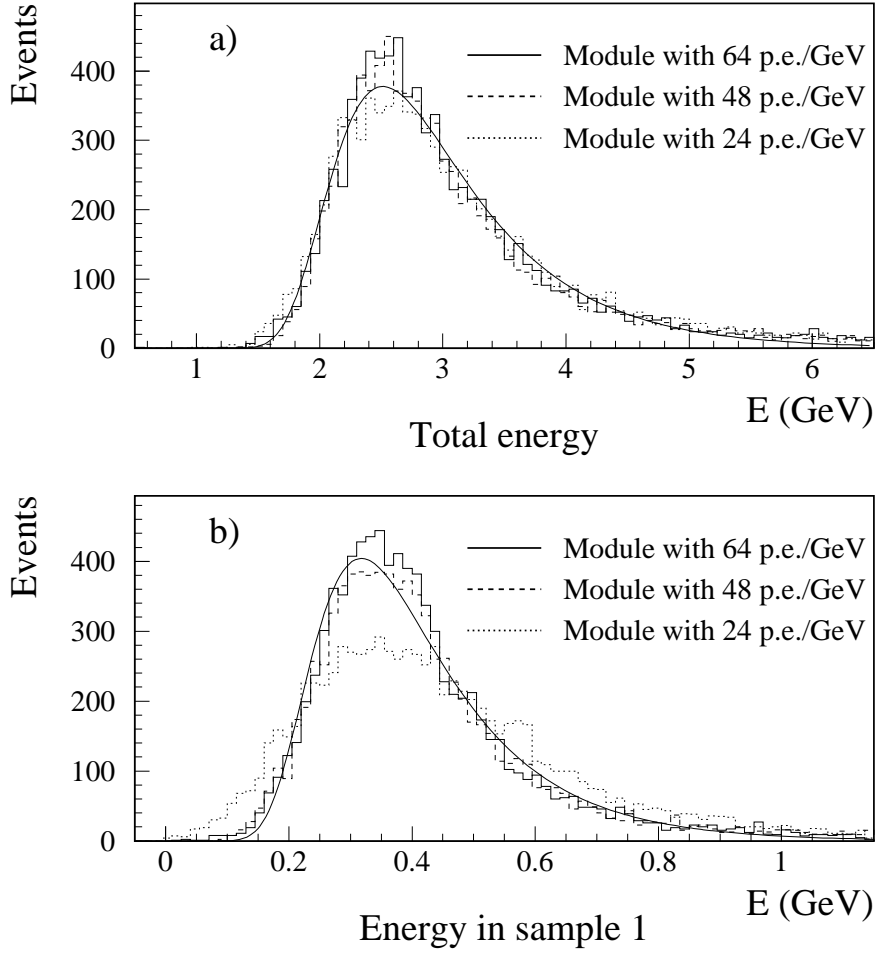 Events
a)
Module with 64 p.e./GeV
Module with 48 p.e./GeV
Module with 24 p.e./GeV
400
300
200
100
0
1 2 3 4 5 6
E (GeV)
Total energy
Events
b)
Module with 64 p.e./GeV
Module with 48 p.e./GeV
Module with 24 p.e./GeV
400
300
200
100
0
0 0.2 0.4 0.6 0.8 1
E (GeV)
Energy in sample 1